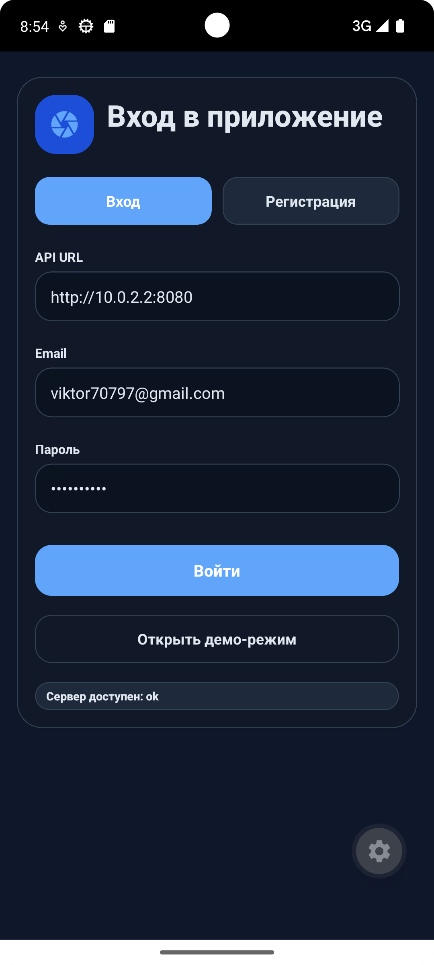 8:54
3G
Вход в приложение
Вход
Регистрация
API URL
http://10.0.2.2:8080
Email
viktor70797@gmail.com
Пароль
••••••••••
Войти
Открыть демо-режим
Сервер доступен: ok